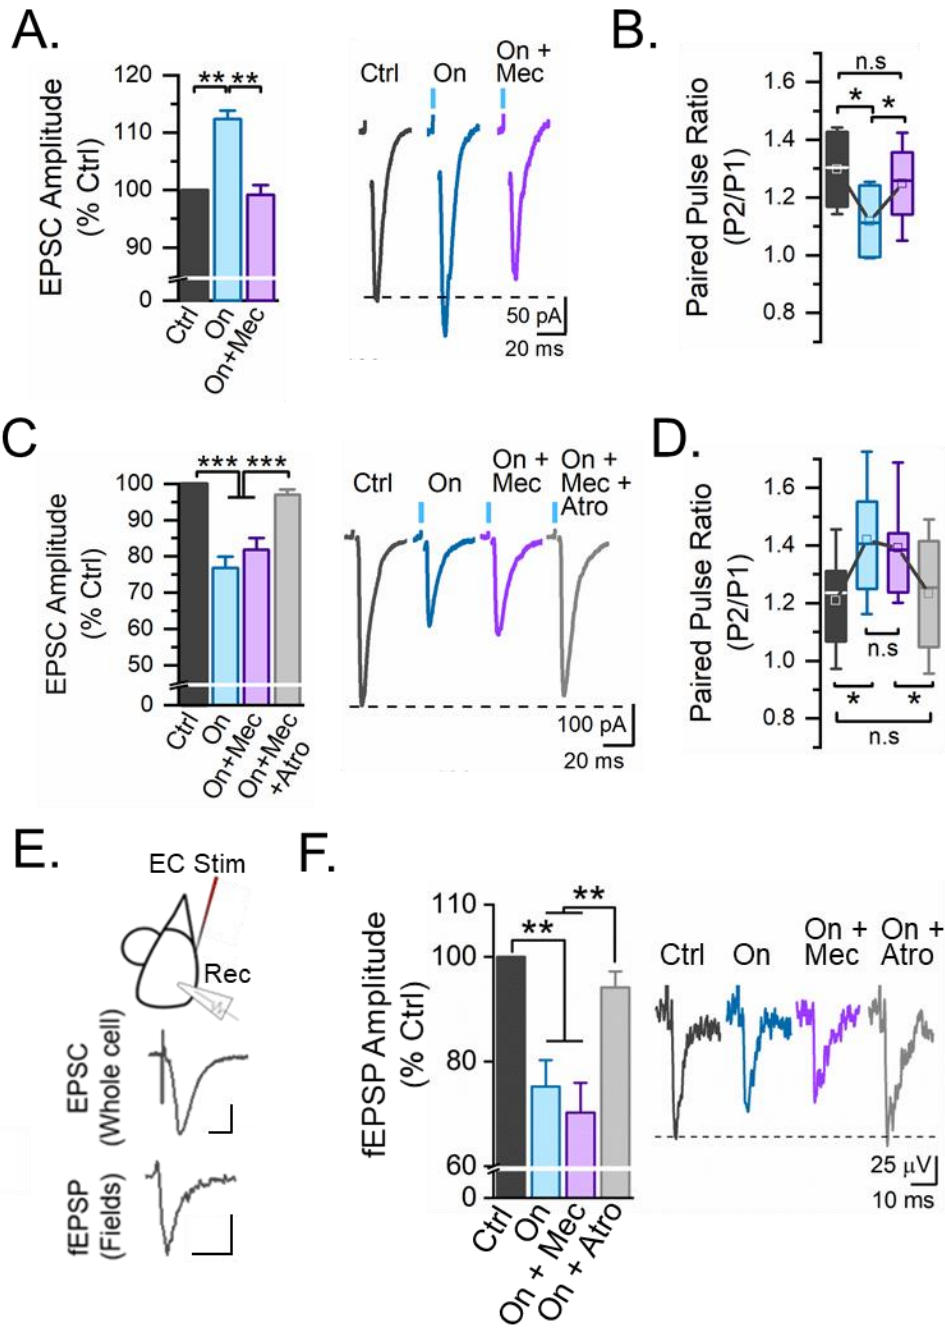 A.
EPSC Amplitude
(% Ctrl)
120
110
100
90
0
** **
Ctrl
On
On+Mec
Ctrl
On
On +
Mec
50 pA
20 ms
B.
Paired Pulse Ratio
(P2/P1)
1.6
1.4
1.2
1.0
0.8
n.s
* *
C
EPSC Amplitude
(% Ctrl)
100
90
80
70
60
50
0
*** ***
Ctrl
On
On+Mec
On+Mec
+Atro
Ctrl
On
On +
Mec
On +
Mec +
Atro
100 pA
20 ms
D.
Paired Pulse Ratio
(P2/P1)
1.6
1.4
1.2
1.0
0.8
n.s
* *
n.s
E.
EC Stim
Rec
EPSC
(Whole cell)
fEPSP
(Fields)
F.
fEPSP Amplitude
(% Ctrl)
110
100
80
60
0
**
**
Ctrl
On
On + Mec
On + Atro
Ctrl
On
On +
Mec
On +
Atro
25 µV
10 ms